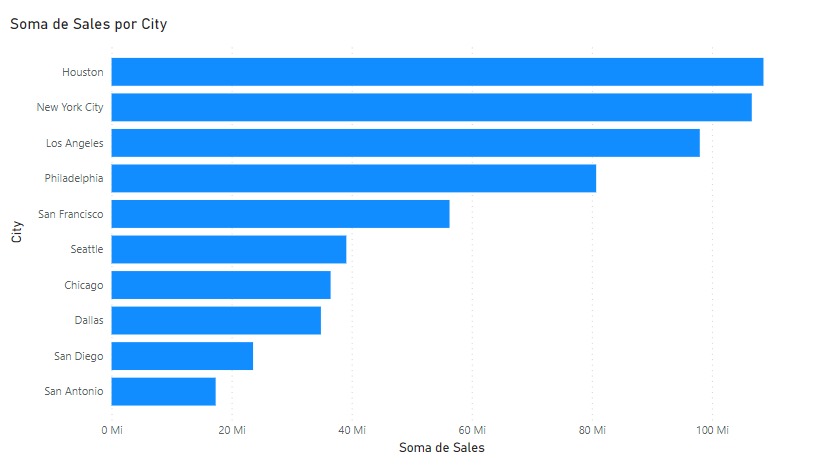 Soma de Sales por City
City
Houston
New York City
Los Angeles
Philadelphia
San Francisco
Seattle
Chicago
Dallas
San Diego
San Antonio
0 Mi 20 Mi 40 Mi 60 Mi 80 Mi 100 Mi
Soma de Sales